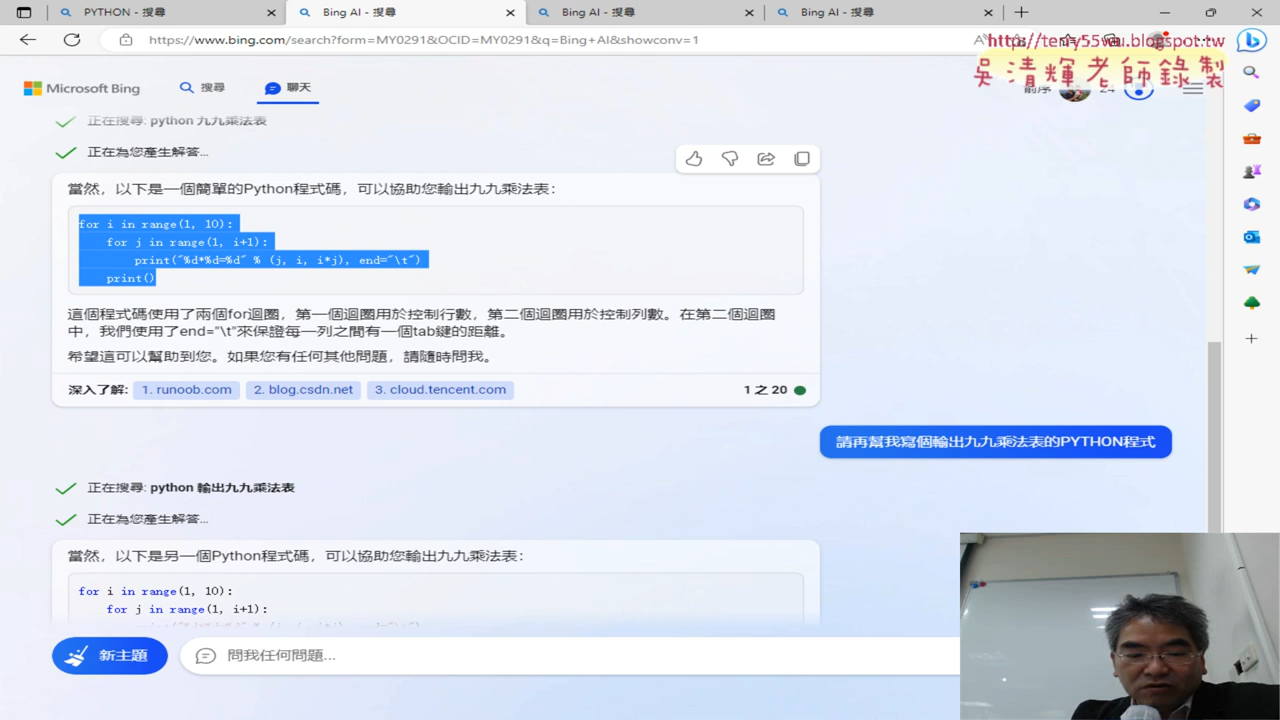 PYTHON - 搜尋
Bing AI - 搜尋
Bing AI - 搜尋
Bing AI - 搜尋
https://www.bing.com/search?form=MY0291&OCID=MY0291&q=Bing+AI&showconv=1
http://terry55wu.blogspot.tw
吳清輝老師錄製
Microsoft Bing
搜尋
聊天
正在搜尋: python 九九乘法表
正在為您產生解答...
當然，以下是一個簡單的Python程式碼，可以協助您輸出九九乘法表：
for i in range(1, 10):
for j in range(1, i+1):
print("%d*%d=%d" % (j, i, i*j), end="\t")
print()
這個程式碼使用了兩個for迴圈，第一個迴圈用於控制行數，第二個迴圈用於控制列數。在第二個迴圈
中，我們使用了end="\t"來保證每一列之間有一個tab鍵的距離。
希望這可以幫助到您。如果您有任何其他問題，請隨時問我。
深入了解: 1. runoob.com 2. blog.csdn.net 3. cloud.tencent.com 1 之 20
請再幫我寫個輸出九九乘法表的PYTHON程式
正在搜尋: python 輸出九九乘法表
正在為您產生解答...
當然，以下是另一個Python程式碼，可以協助您輸出九九乘法表：
for i in range(1, 10):
for j in range(1, i+1):
新主題
問我任何問題...